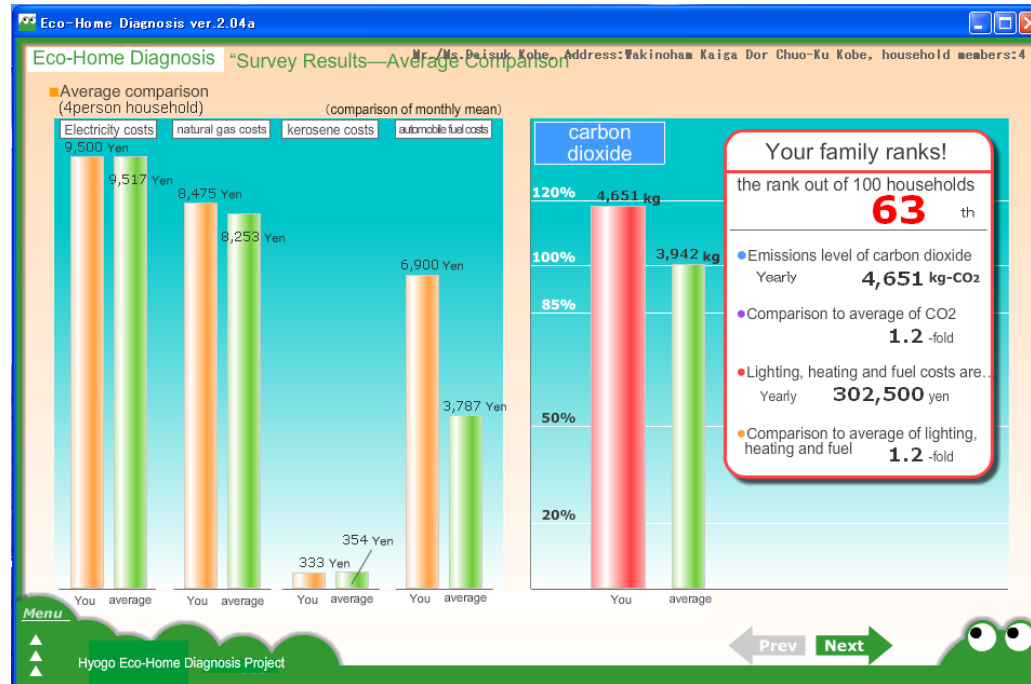 Eco-Home Diagnosis ver.2.04a
Eco-Home Diagnosis "Survey Results—Average Comparison"
Mr./Ms.Daisuk Kobe, Address:Wakinoham Kaiga Dor Chuo-Ku Kobe, household members:4
Average comparison
(4person household)
(comparison of monthly mean)
Electricity costs
natural gas costs
kerosene costs
automobile fuel costs
9,500 Yen
9,517 Yen
8,475 Yen
8,253 Yen
333 Yen
354 Yen
6,900 Yen
3,787 Yen
You average
You average
You average
You average
carbon
dioxide
120%
100%
85%
50%
20%
4,651 kg
3,942 kg
You average
Your family ranks!
the rank out of 100 households
63 th
Emissions level of carbon dioxide
Yearly 4,651 kg-CO₂
Comparison to average of CO2
1.2 -fold
Lighting, heating and fuel costs are...
Yearly 302,500 yen
Comparison to average of lighting,
heating and fuel 1.2 -fold
Menu
Hyogo Eco-Home Diagnosis Project
Prev Next